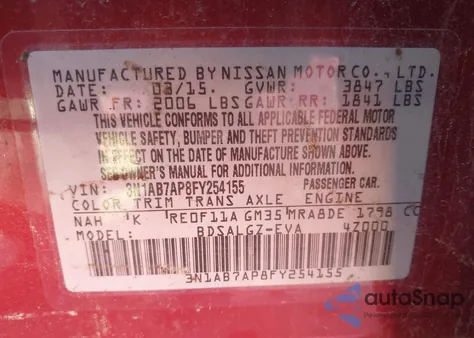 MANUFACTURED BY NISSAN MOTOR CO., LTD.
DATE: 03/15. GVWR: 3847 LBS
GAWR FR: 2006 LBS GAWR RR: 1841 LBS
THIS VEHICLE CONFORMS TO ALL APPLICABLE FEDERAL MOTOR
VEHICLE SAFETY, BUMPER AND THEFT PREVENTION STANDARDS
IN EFFECT ON THE DATE OF MANUFACTURE SHOWN ABOVE.
SEE OWNER'S MANUAL FOR ADDITIONAL INFORMATION.
VIN: 3N1AB7AP8FY254155 PASSENGER CAR.
COLOR TRIM TRANS AXLE ENGINE
NAH K RE0F11A GM35 MRA8DE 1798 CC
MODEL: BDSALGZ-EVA 4Z000
3N1AB7AP8FY254155
autoSnap